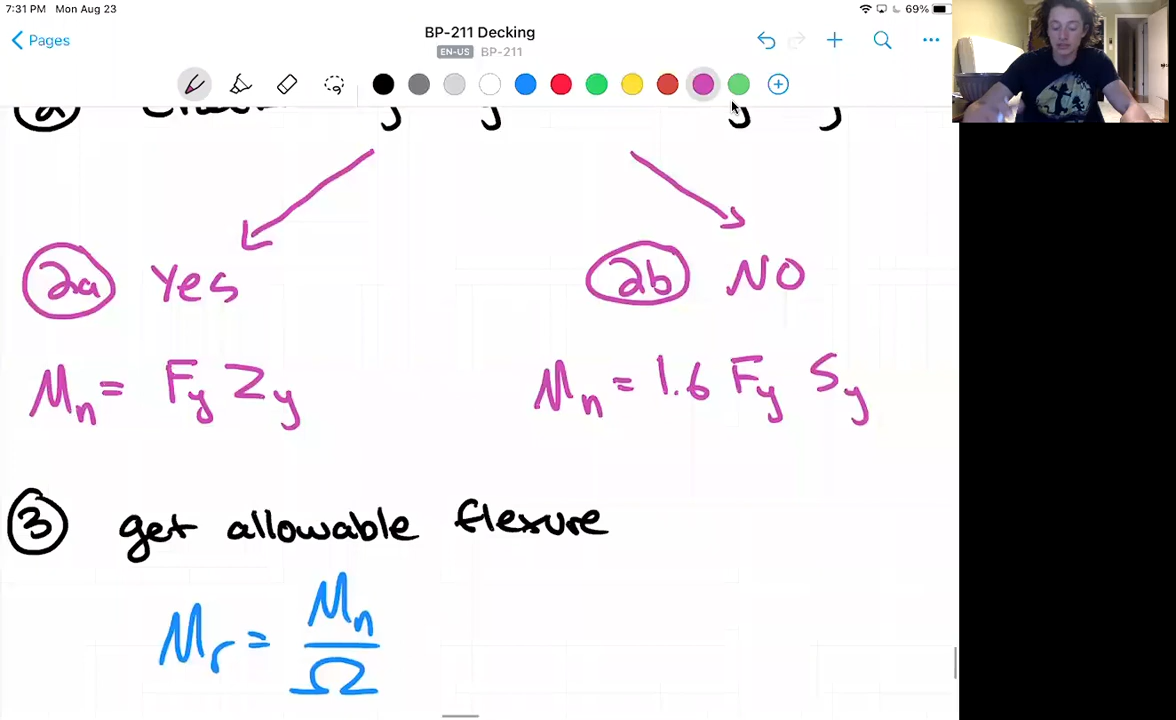 7:31 PM Mon Aug 23
69%
Pages
BP-211 Decking
EN-US BP-211
2a Yes
2b NO
Mn = Fy Zy
Mn = 1.6 Fy Sy
3 get allowable flexure
Mr = Mn / Ω